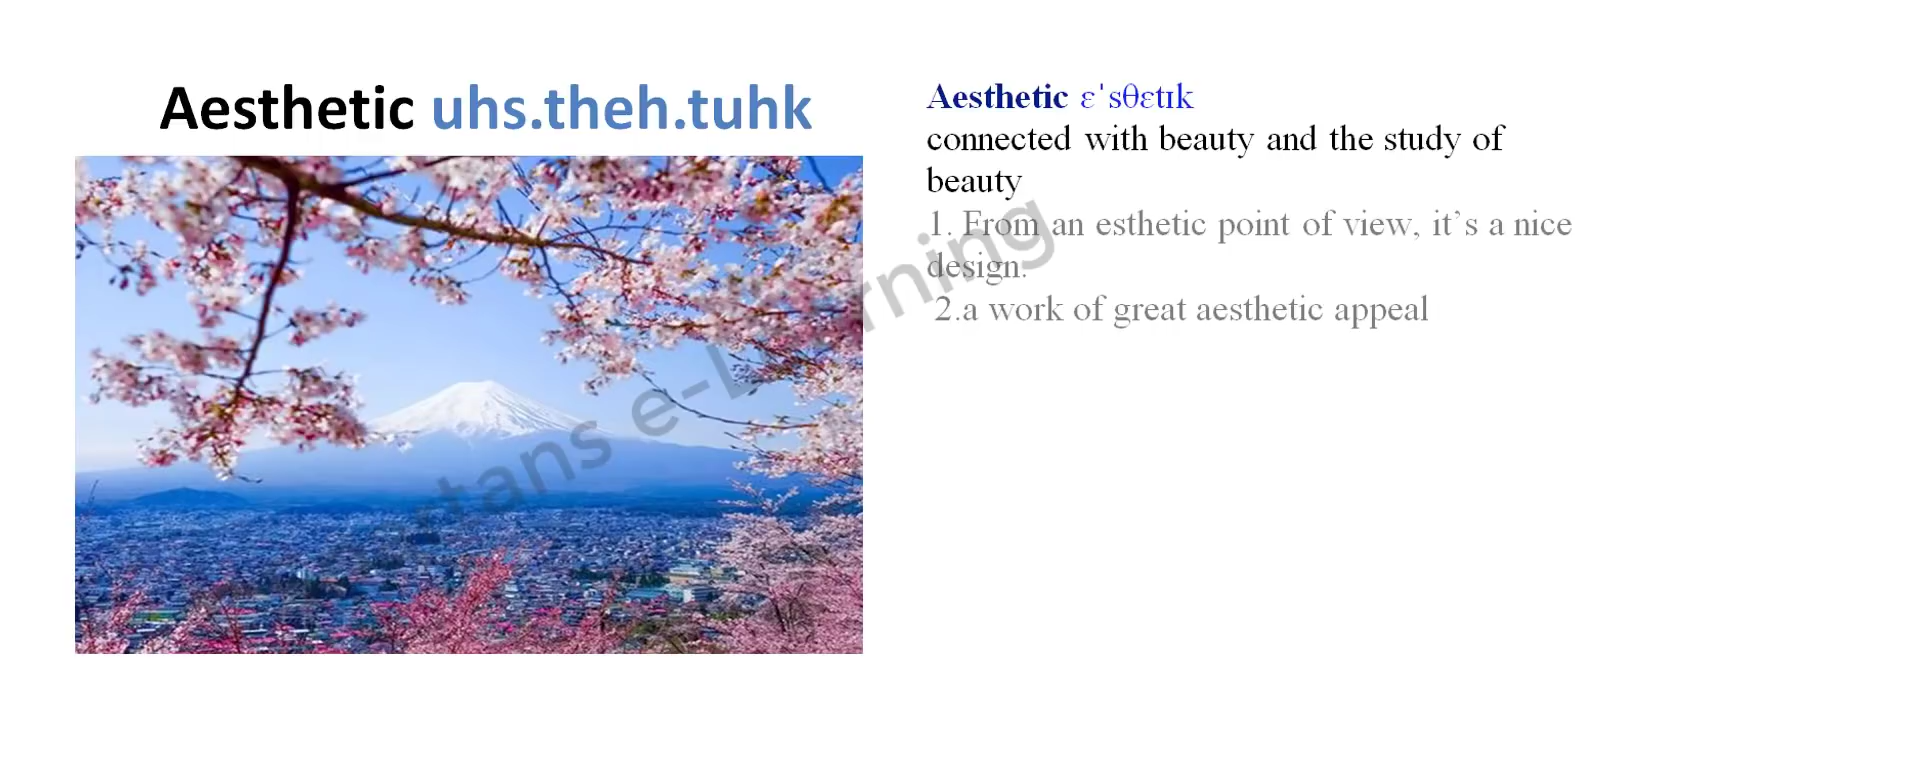 Aesthetic uhs.theh.tuhk
Aesthetic ɛˈsθɛtɪk
connected with beauty and the study of
beauty
1. From an esthetic point of view, it’s a nice
design.
2.a work of great aesthetic appeal
e-Learning